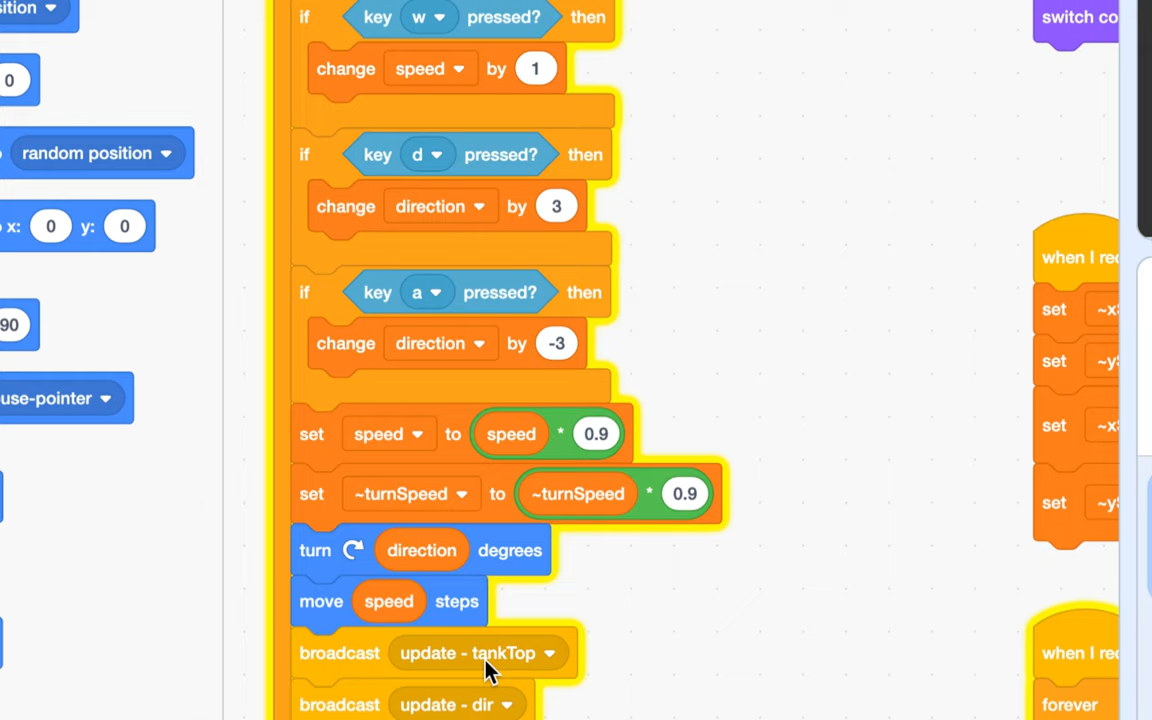 sition
if key w pressed? then
switch co
change speed by 1
0
random position
if key d pressed? then
x: 0 y: 0
change direction by 3
when I rec
if key a pressed? then
set ~x
90
change direction by -3
set ~y
use-pointer
set speed to speed * 0.9
set ~x
set ~turnSpeed to ~turnSpeed * 0.9
set ~y
turn direction degrees
move speed steps
broadcast update - tankTop
when I rec
broadcast update - dir
forever